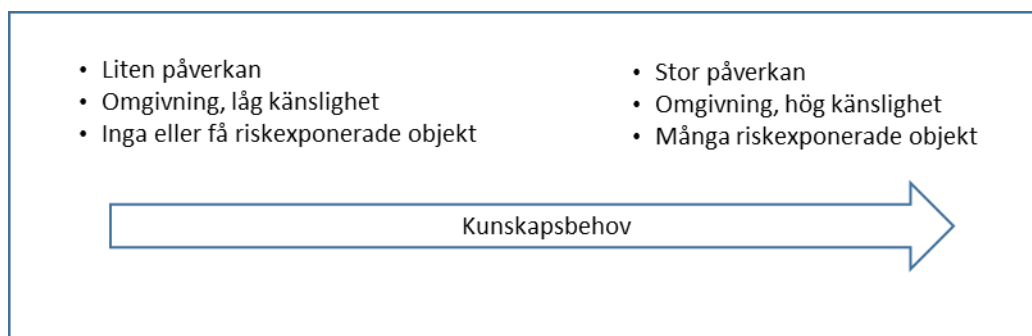 • Liten påverkan
• Omgivning, låg känslighet
• Inga eller få riskexponerade objekt
• Stor påverkan
• Omgivning, hög känslighet
• Många riskexponerade objekt
Kunskapsbehov